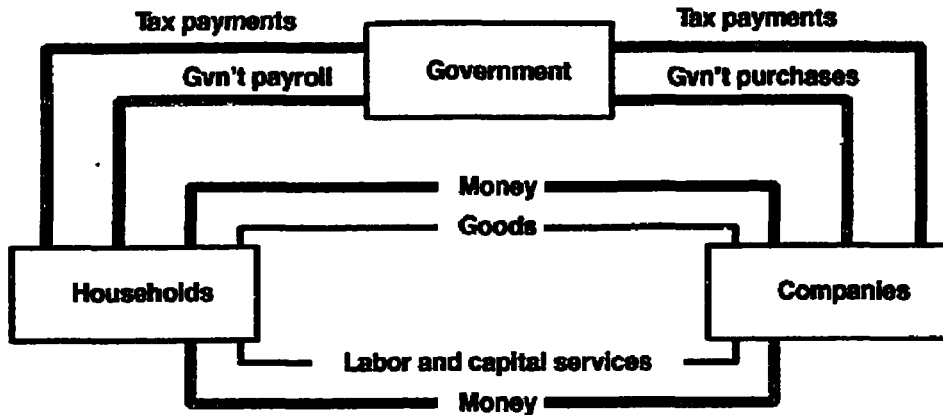 Tax payments
Tax payments
Government
Gvn't payroll
Gvn't purchases
Money
Goods
Households
Companies
Labor and capital services
Money